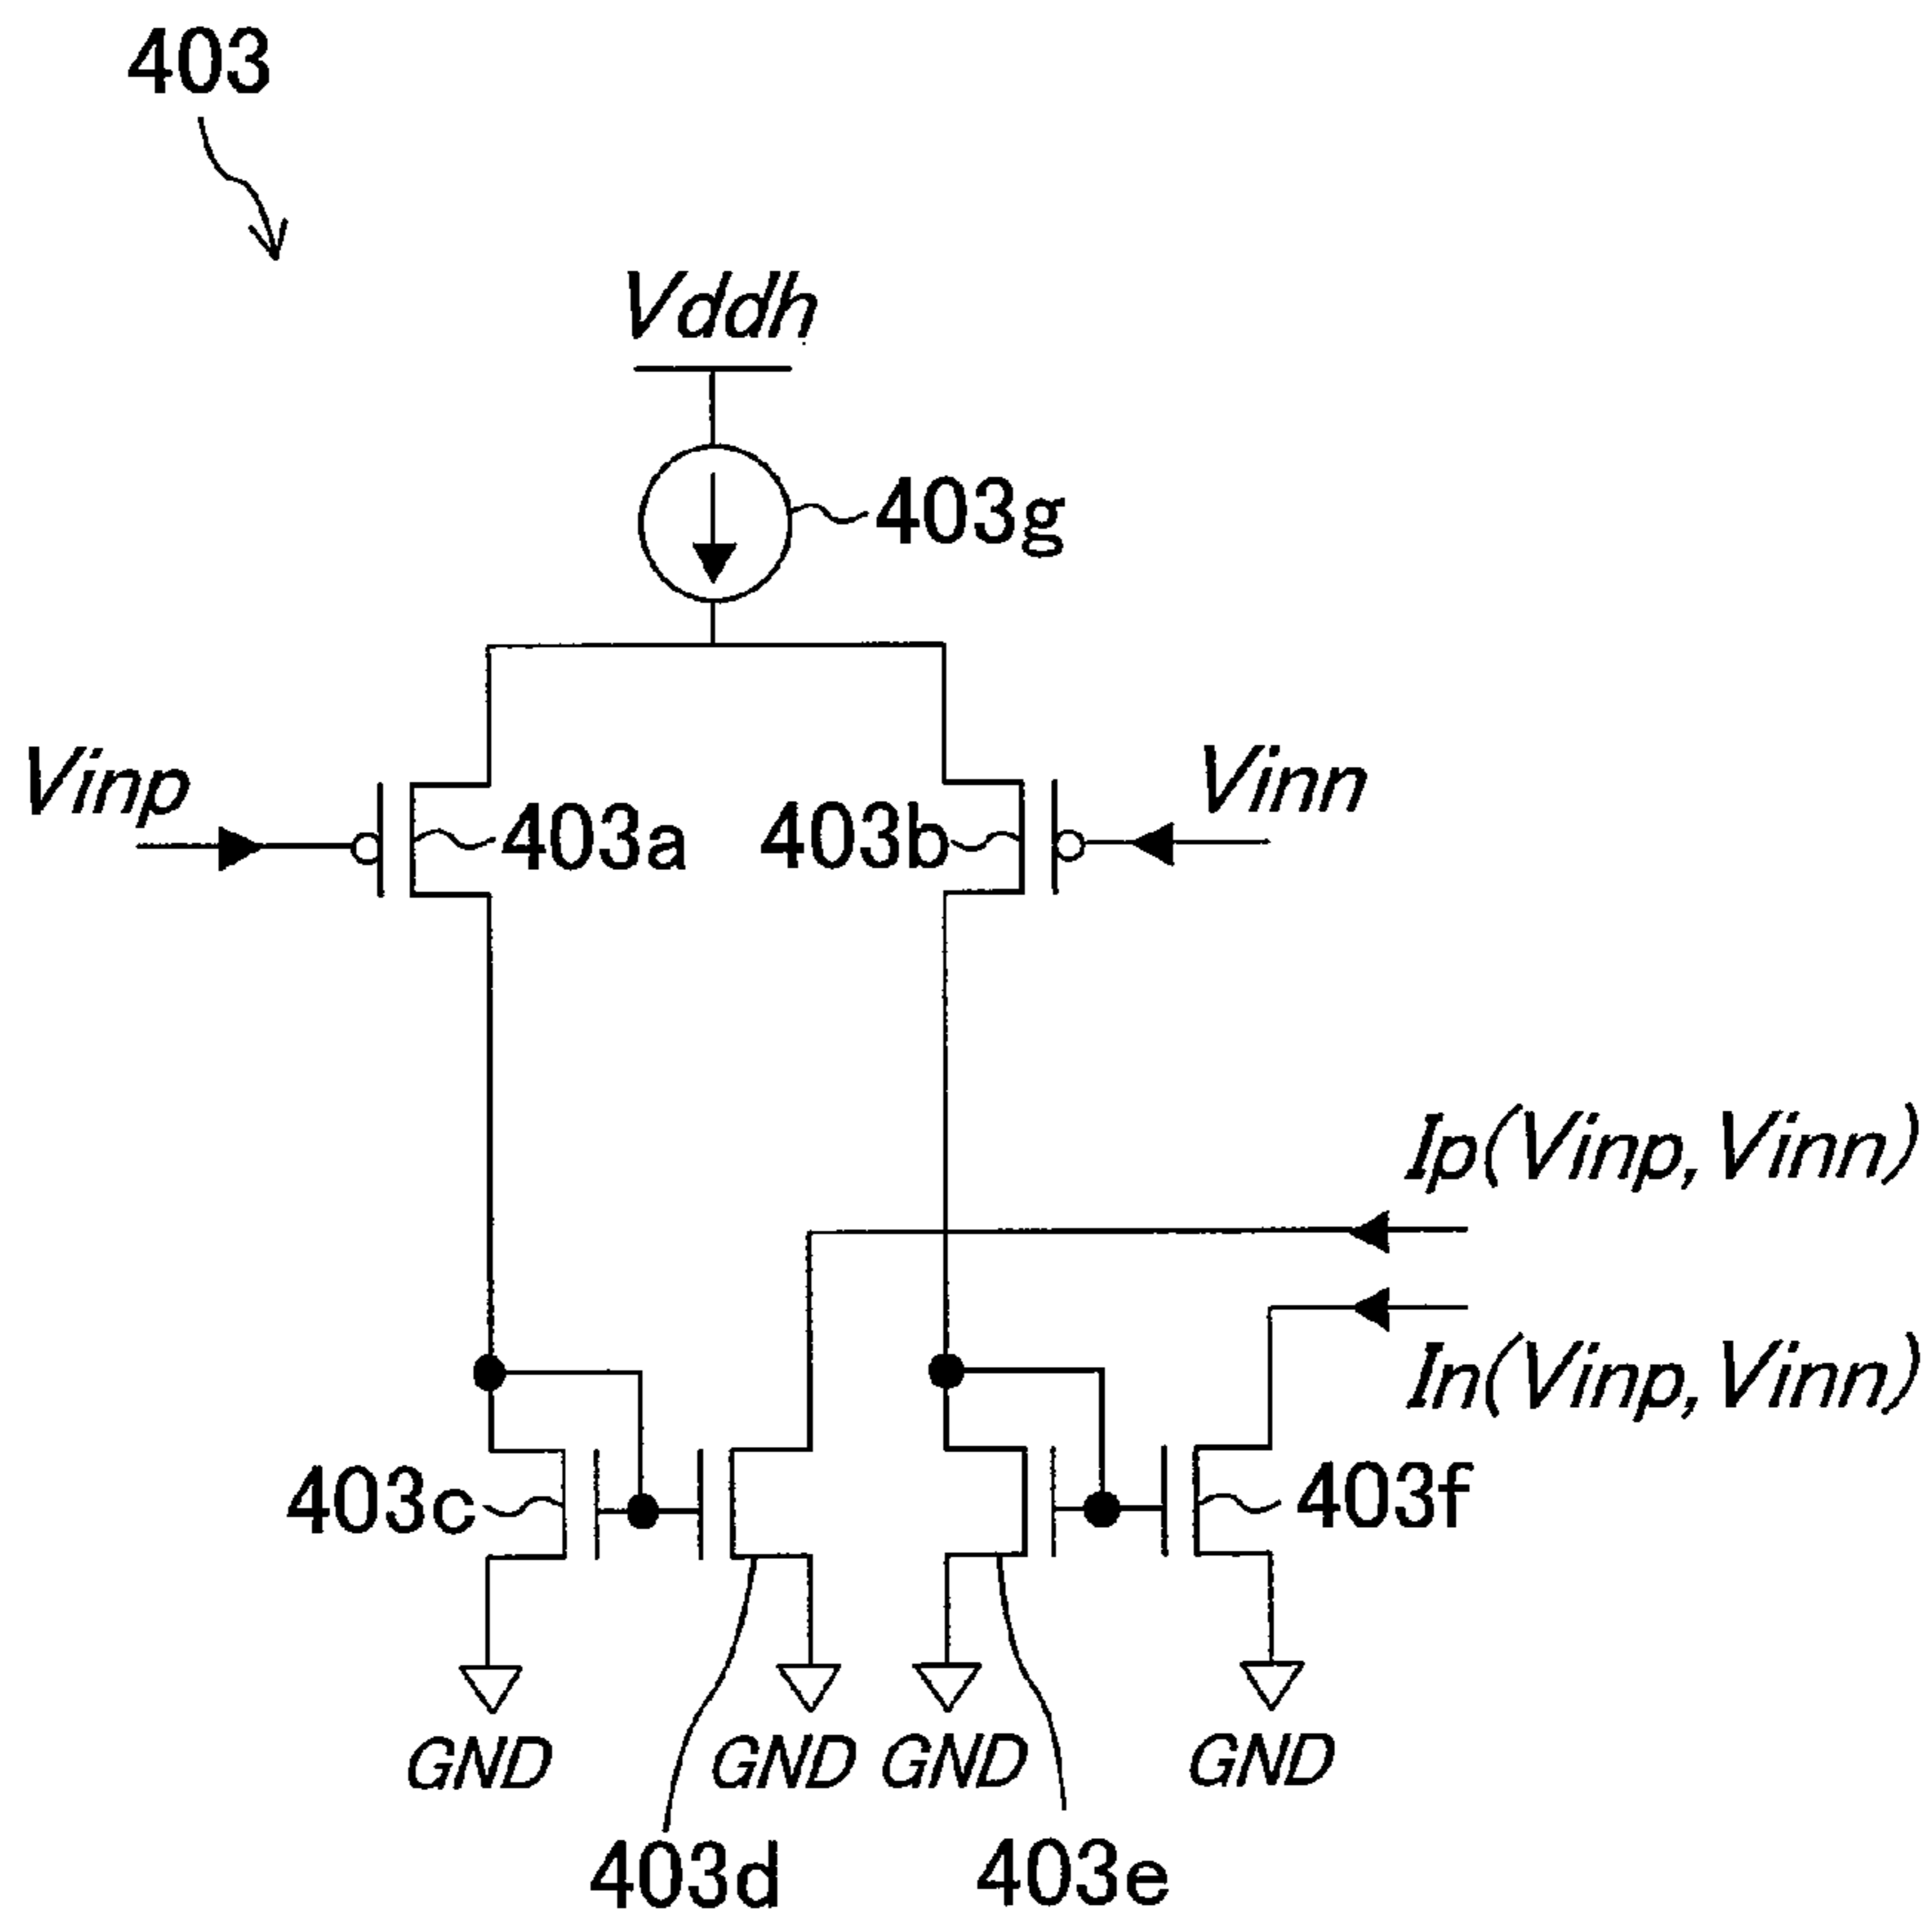 403
Vddh
403g
Vinp
Vinn
403a
403b
Ip(Vinp,Vinn)
In(Vinp,Vinn)
403c
403f
GND
GND
GND
GND
403d
403e